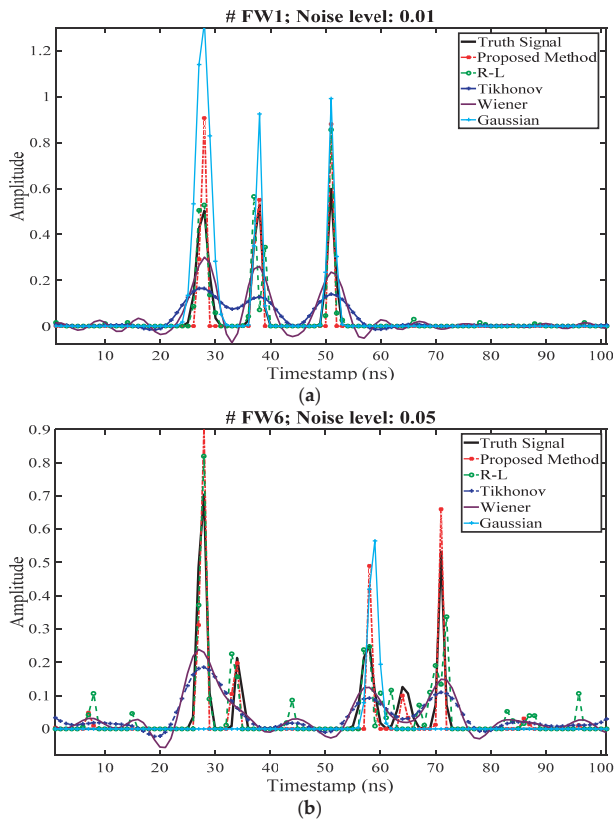 # FW1; Noise level: 0.01
1.2
1
0.8
0.6
0.4
0.2
0
Amplitude
Truth Signal
Proposed Method
R-L
Tikhonov
Wiener
Gaussian
10 20 30 40 50 60 70 80 90 100
Timestamp (ns)
(a)
# FW6; Noise level: 0.05
0.9
0.8
0.7
0.6
0.5
0.4
0.3
0.2
0.1
0
Amplitude
Truth Signal
Proposed Method
R-L
Tikhonov
Wiener
Gaussian
10 20 30 40 50 60 70 80 90 100
Timestamp (ns)
(b)